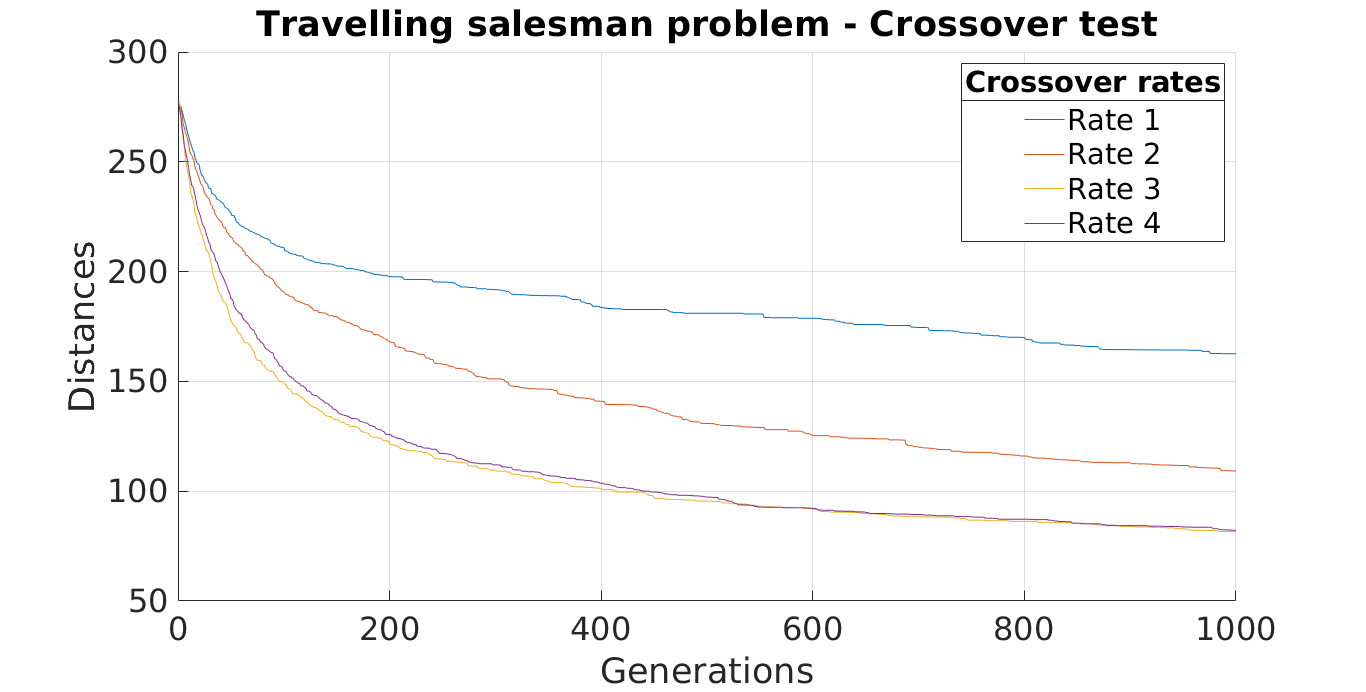 Travelling salesman problem - Crossover test
300
250
200
150
100
50
Distances
Crossover rates
Rate 1
Rate 2
Rate 3
Rate 4
0 200 400 600 800 1000
Generations